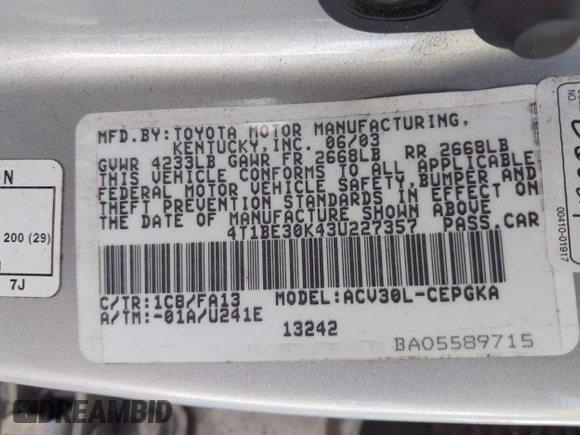 MFD.BY:TOYOTA MOTOR MANUFACTURING,
KENTUCKY,INC. 06/03
GVWR 4233LB GAWR FR 2668LB RR 2668LB
THIS VEHICLE CONFORMS TO ALL APPLICABLE
FEDERAL MOTOR VEHICLE SAFETY,BUMPER AND
THEFT PREVENTION STANDARDS IN EFFECT ON
THE DATE OF MANUFACTURE SHOWN ABOVE
4T1BE30K43U227357 PASS.CAR
C/TR:1C8/FA13 MODEL:ACV30L-CEPGKA
A/TM:-01A/U241E
13242
BA05589715
N
200 (29)
7J
NO.
00410-01917
DREAMBID